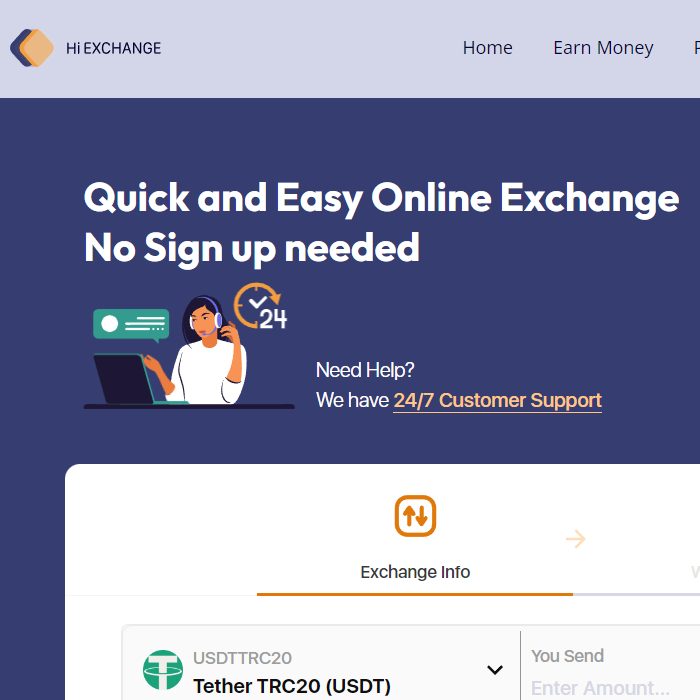 Hi EXCHANGE
Home
Earn Money
Quick and Easy Online Exchange
No Sign up needed
24
Need Help?
We have 24/7 Customer Support
Exchange Info
USDTTRC20
Tether TRC20 (USDT)
You Send
Enter Amount...